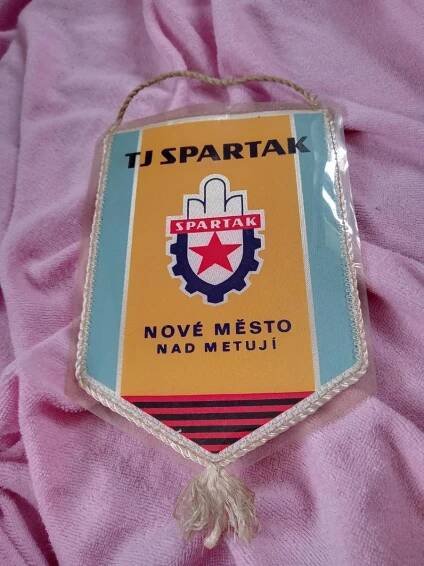 TJ SPARTAK
SPARTAK
NOVÉ MĚSTO
NAD METUJÍ